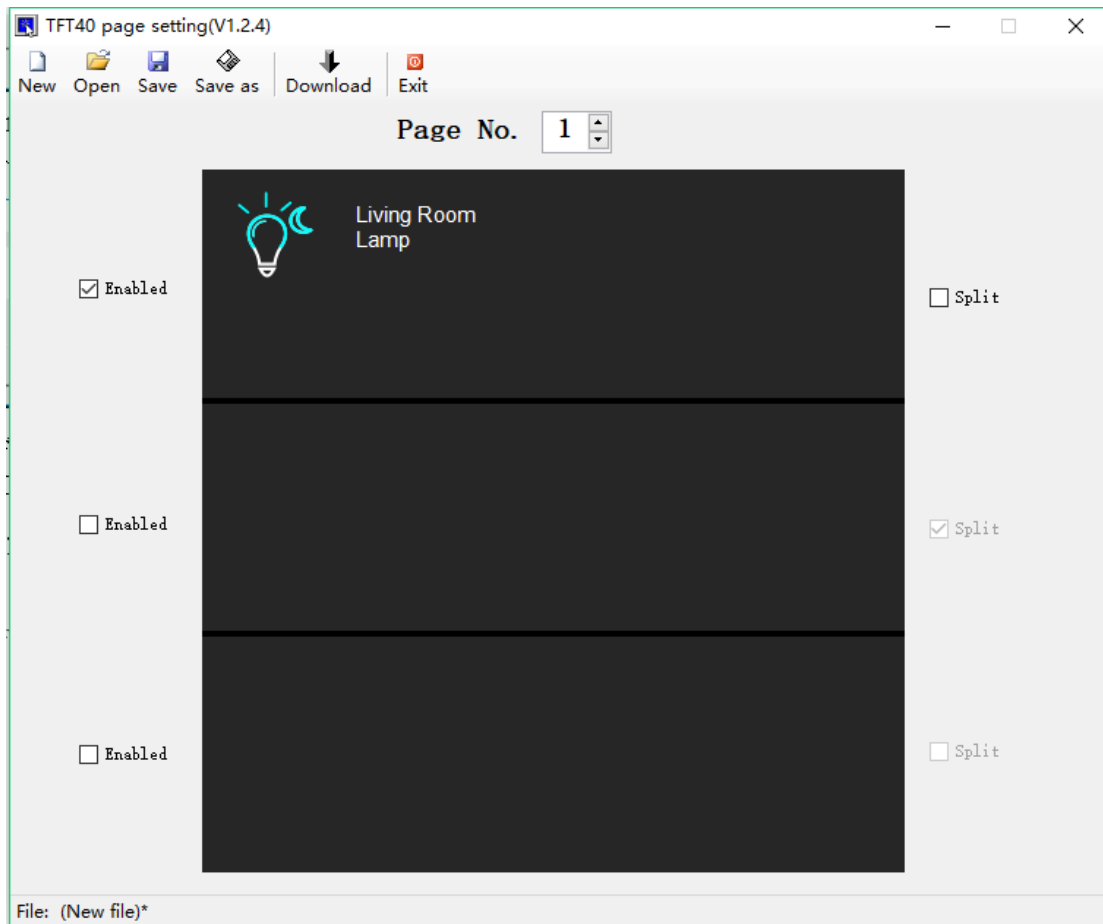 TFT40 page setting(V1.2.4)
New Open Save Save as Download Exit
Page No. 1
Living Room
Lamp
Enabled Split
Enabled Split
Enabled Split
File: (New file)*